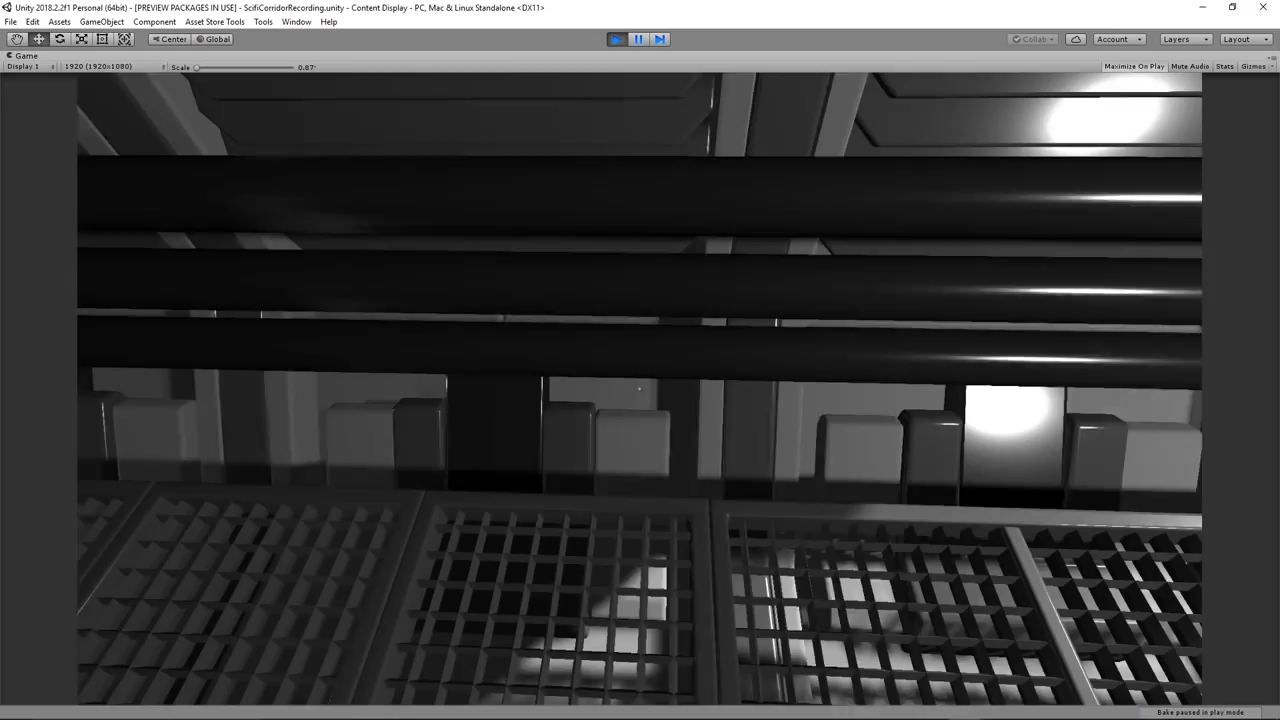 Unity 2018.2.2f1 Personal (64bit) - [PREVIEW PACKAGES IN USE] - ScifiCorridorRecording.unity - Content Display - PC, Mac & Linux Standalone <DX11>
File Edit Assets GameObject Component Asset Store Tools Tools Window Help
Center Global Collab Account Layers Layout
Game
Display 1 1920 (1920x1080) Scale 0.87' Maximize On Play Mute Audio Stats Gizmos
Bake paused in play mode